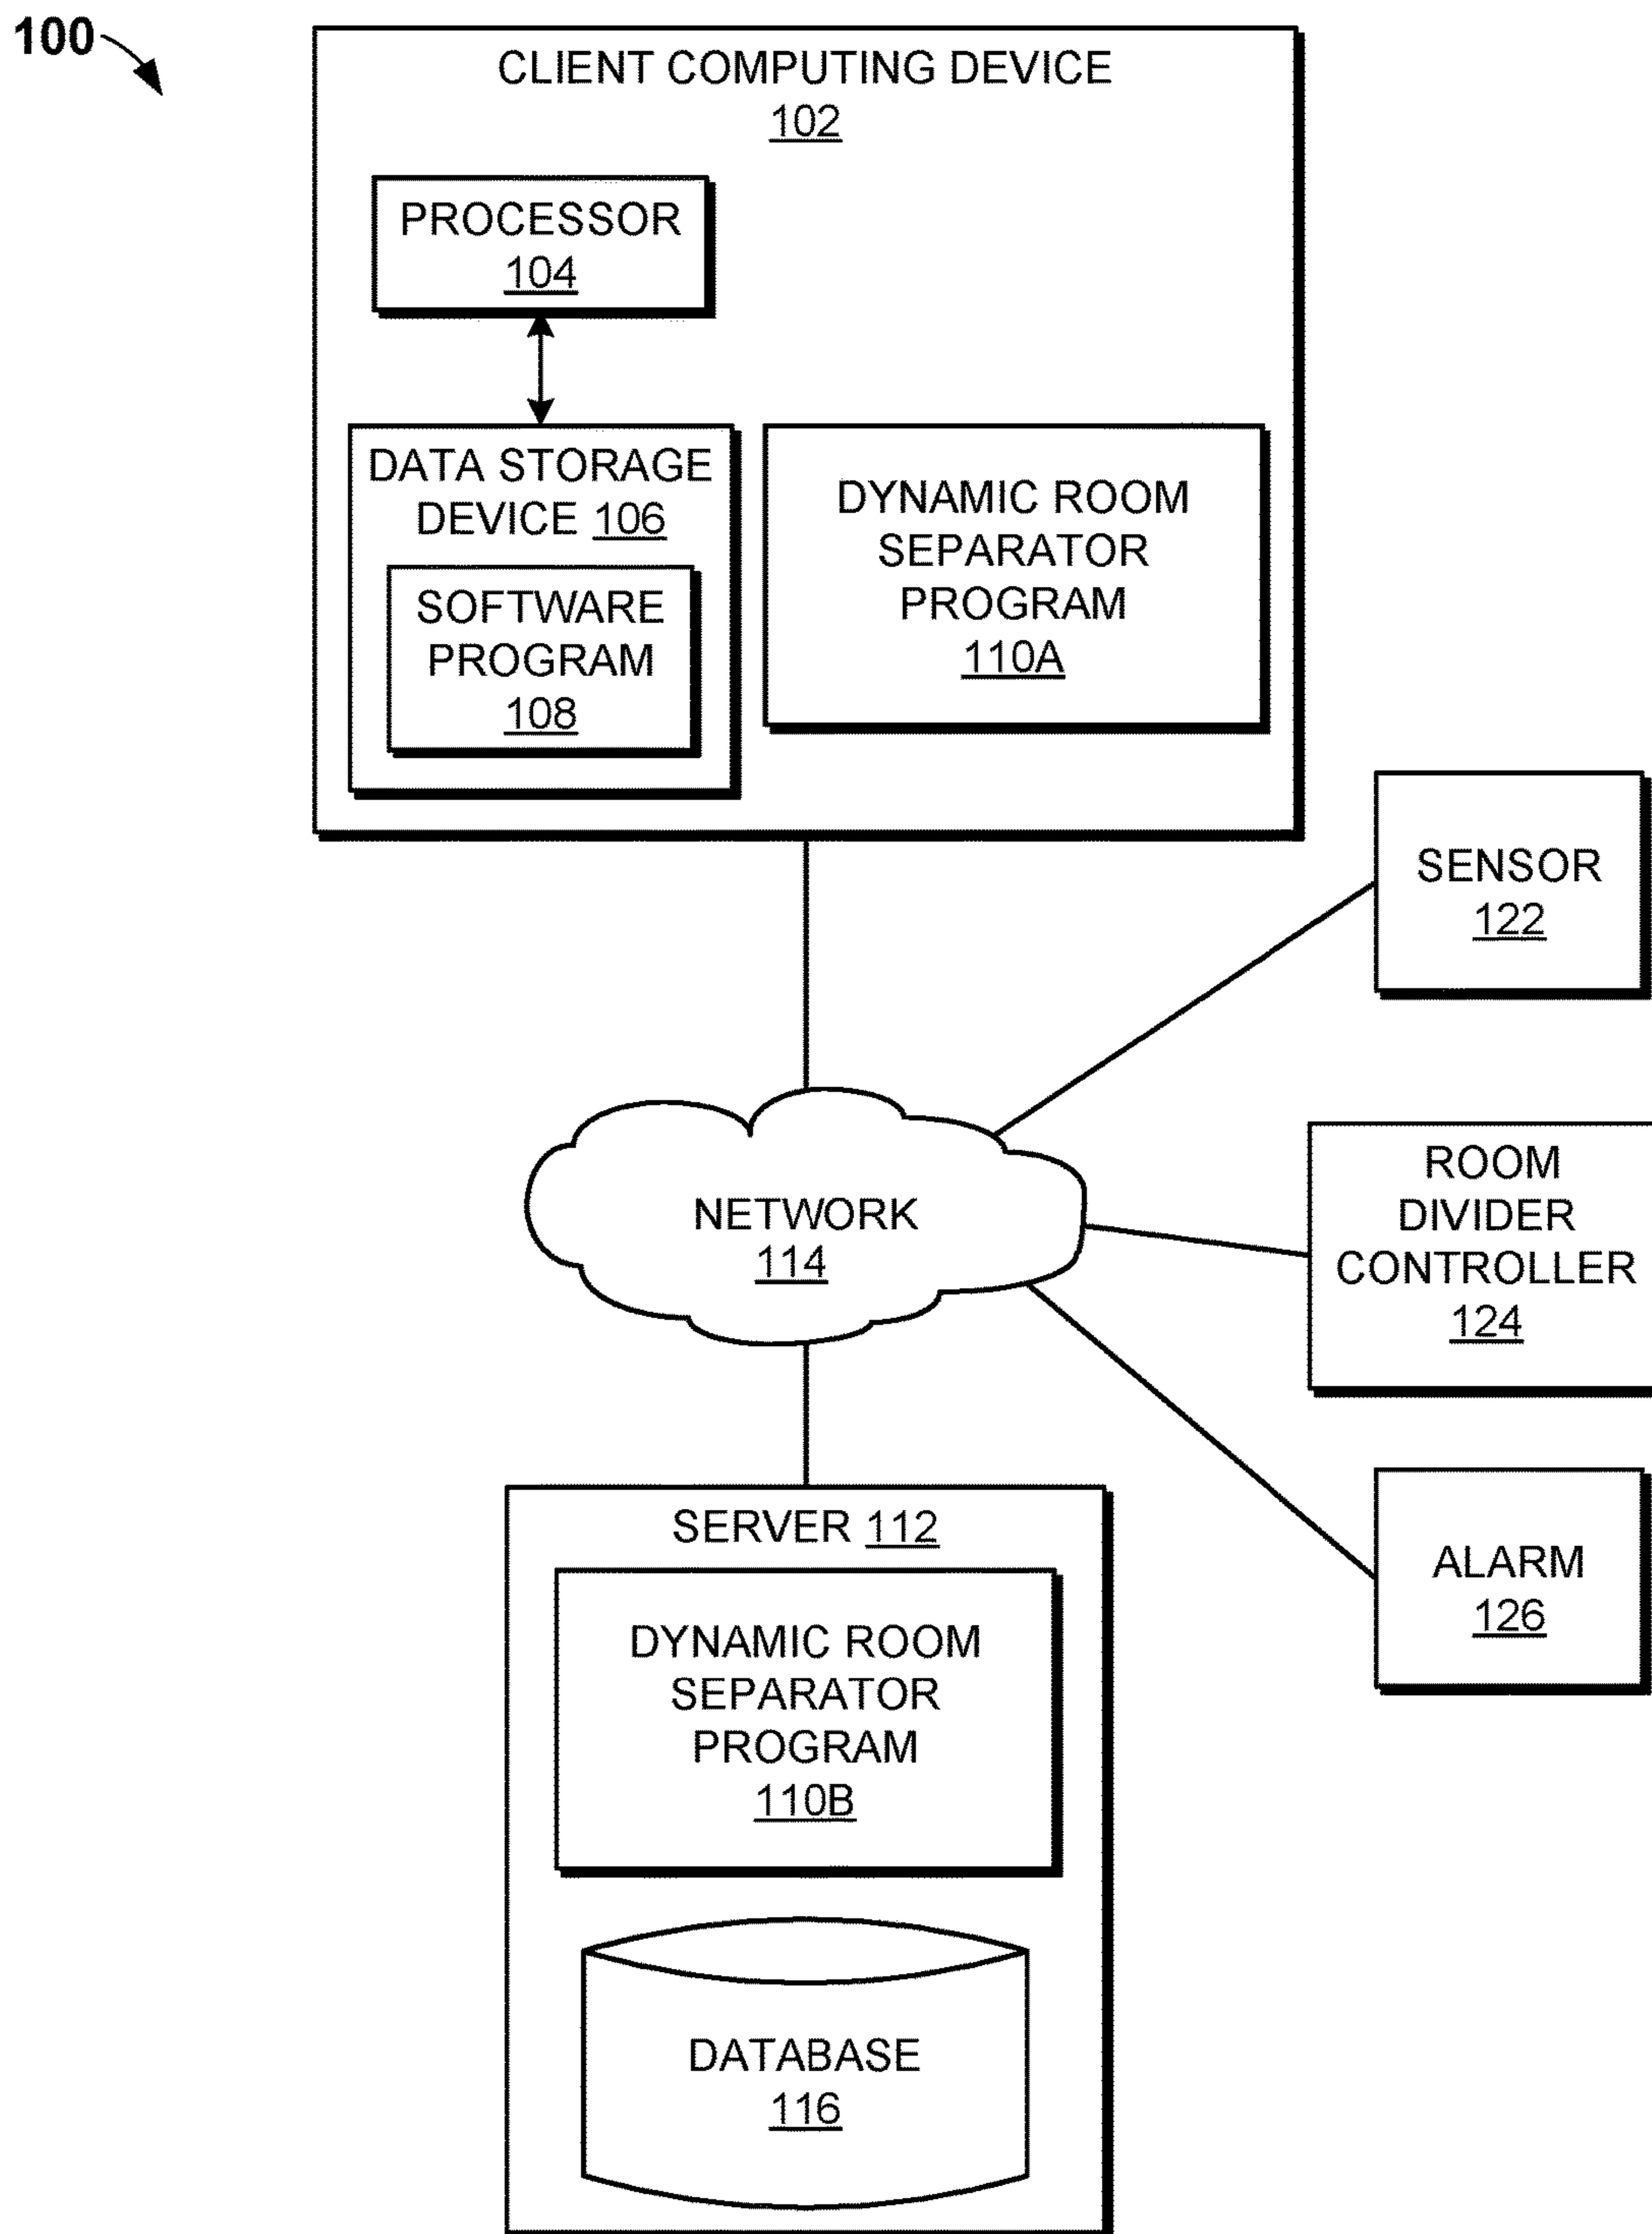 100
CLIENT COMPUTING DEVICE
102
PROCESSOR
104
DATA STORAGE
DEVICE 106
SOFTWARE
PROGRAM
108
DYNAMIC ROOM
SEPARATOR
PROGRAM
110A
SENSOR
122
NETWORK
114
ROOM
DIVIDER
CONTROLLER
124
ALARM
126
SERVER 112
DYNAMIC ROOM
SEPARATOR
PROGRAM
110B
DATABASE
116